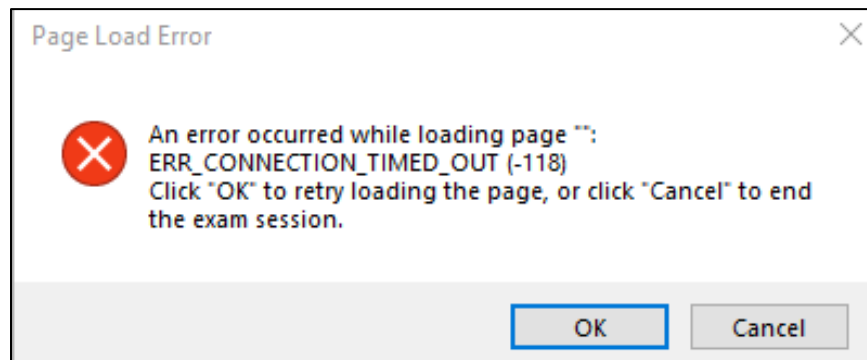 Page Load Error
An error occurred while loading page "":
ERR_CONNECTION_TIMED_OUT (-118)
Click "OK" to retry loading the page, or click "Cancel" to end
the exam session.
OK Cancel